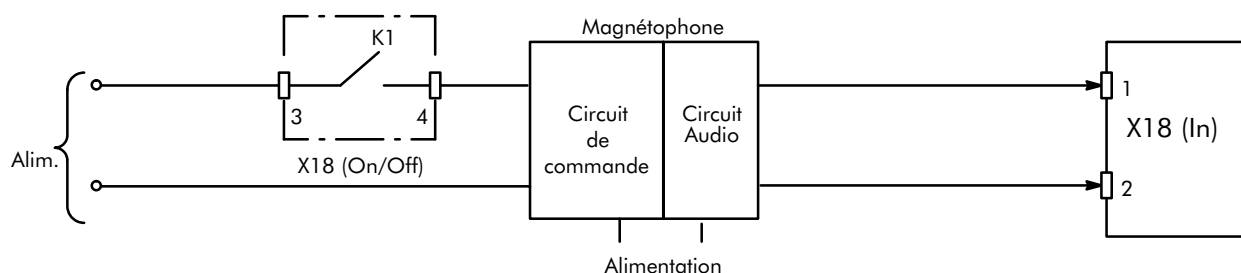 Magnétophone
K1
3
4
1
Circuit
de
commande
Circuit
Audio
X18 (In)
Alim.
X18 (On/Off)
2
Alimentation